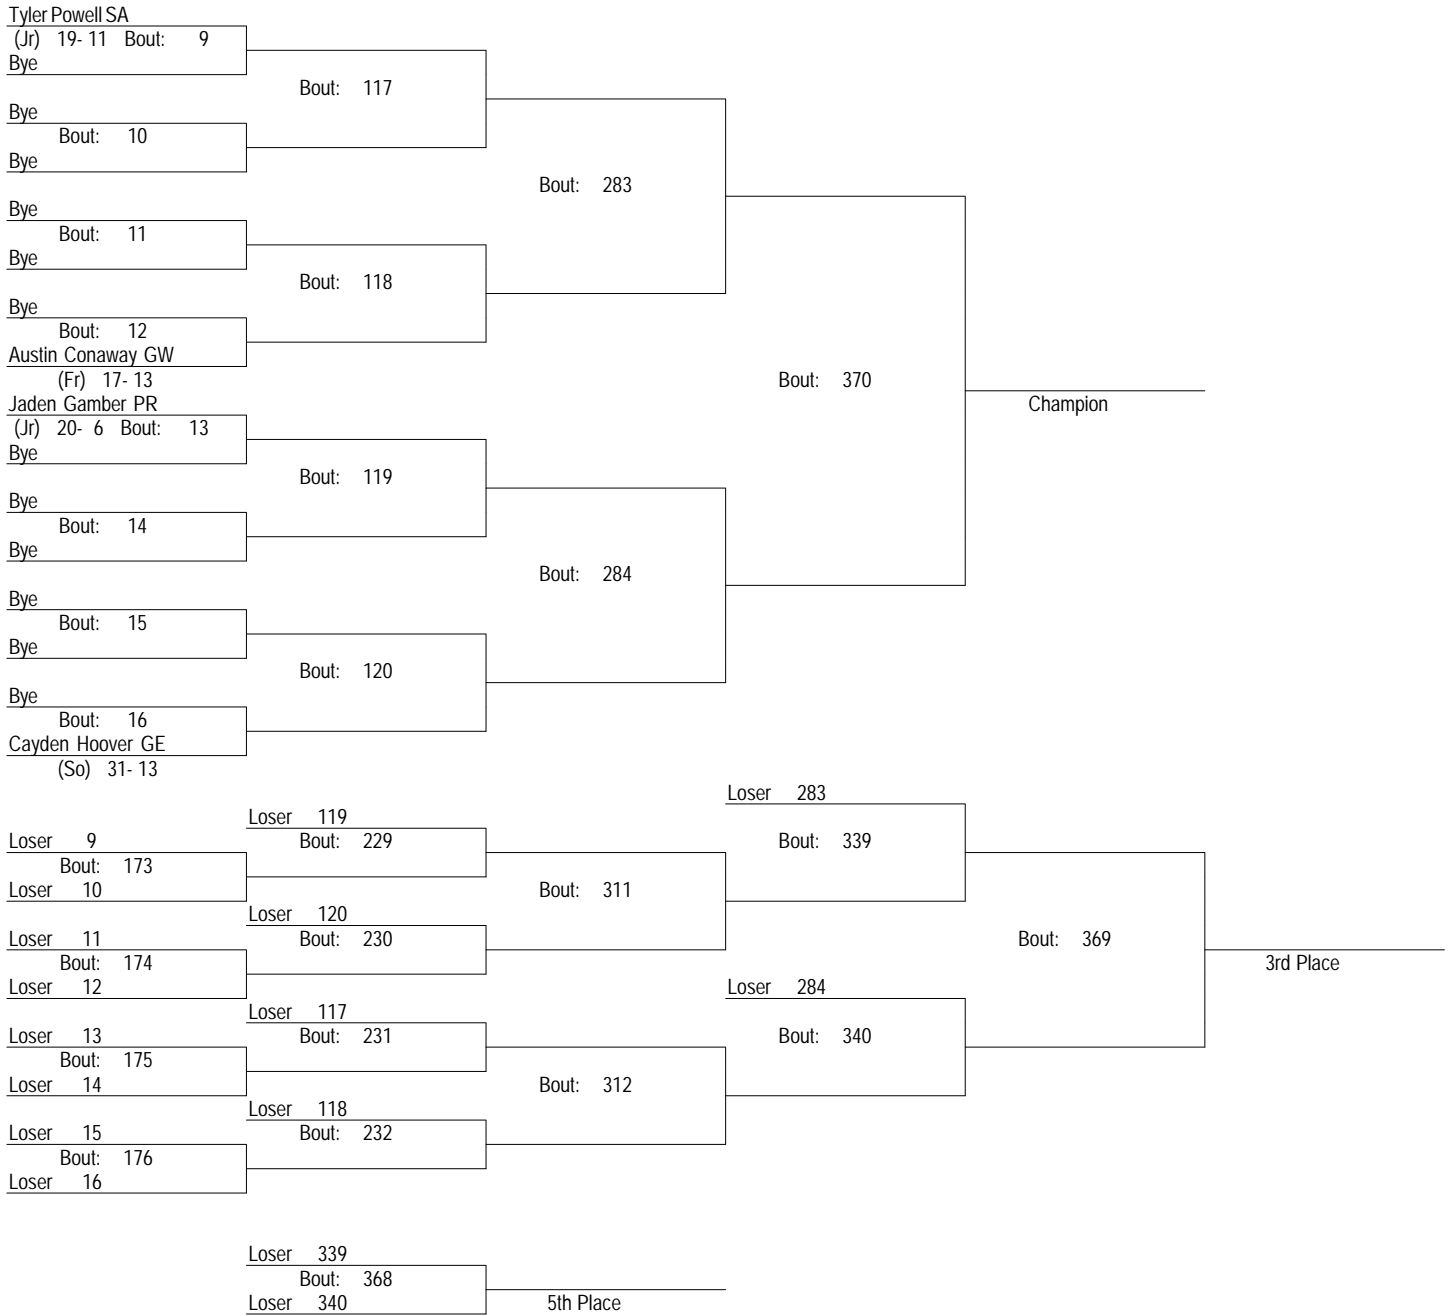 Tyler Powell SA
(Jr) 19- 11 Bout: 9
Bye
Bout: 117
Bye
Bout: 10
Bye
Bout: 283
Bye
Bout: 11
Bye
Bout: 118
Bye
Bout: 12
Austin Conaway GW
(Fr) 17- 13
Bout: 370
Jaden Gamber PR
Champion
(Jr) 20- 6 Bout: 13
Bye
Bout: 119
Bye
Bout: 14
Bye
Bout: 284
Bye
Bout: 15
Bye
Bout: 120
Bye
Bout: 16
Cayden Hoover GE
(So) 31- 13
Loser 283
Loser 119
Loser 9
Bout: 229
Bout: 339
Bout: 173
Loser 10
Bout: 311
Loser 120
Loser 11
Bout: 230
Bout: 369
Bout: 174
3rd Place
Loser 12
Loser 284
Loser 117
Loser 13
Bout: 231
Bout: 340
Bout: 175
Loser 14
Bout: 312
Loser 118
Loser 15
Bout: 232
Bout: 176
Loser 16
Loser 339
Bout: 368
Loser 340
5th Place